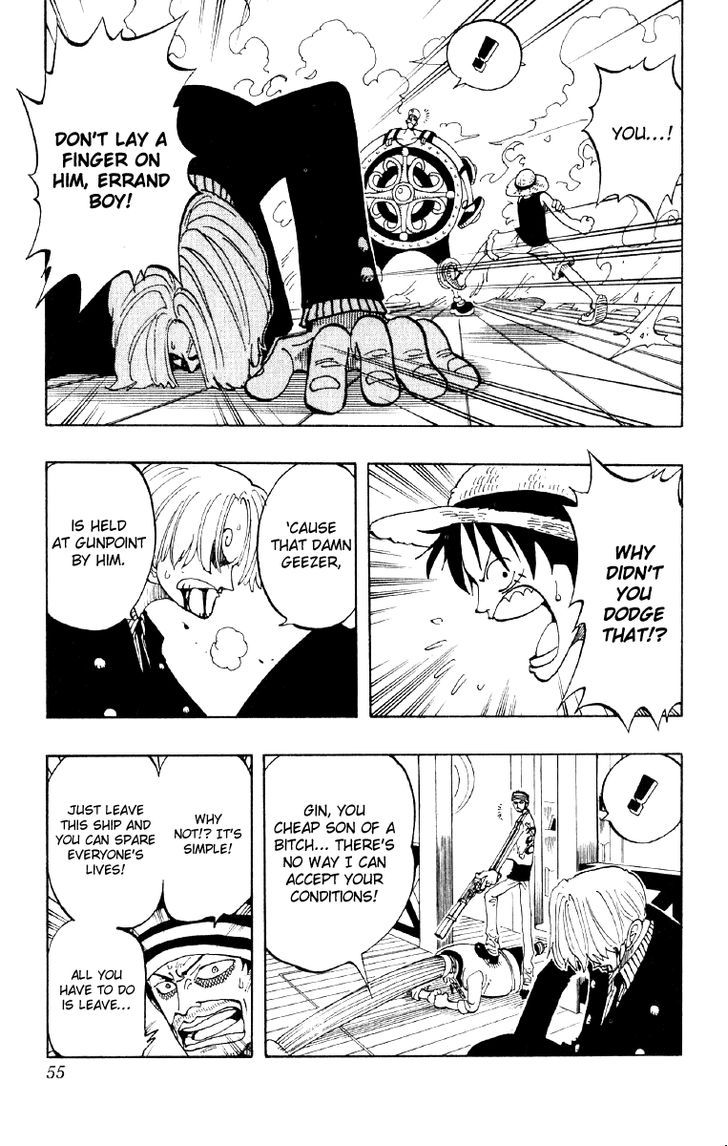 YOU...!
!
DON'T LAY A
FINGER ON
HIM, ERRAND
BOY!
WHY
DIDN'T
YOU
DODGE
THAT!?
'CAUSE
THAT DAMN
GEEZER,
IS HELD
AT GUNPOINT
BY HIM.
!
GIN, YOU
CHEAP SON OF A
BITCH... THERE'S
NO WAY I CAN
ACCEPT YOUR
CONDITIONS!
WHY
NOT!? IT'S
SIMPLE!
JUST LEAVE
THIS SHIP AND
YOU CAN SPARE
EVERYONE'S
LIVES!
ALL YOU
HAVE TO DO
IS LEAVE...
55